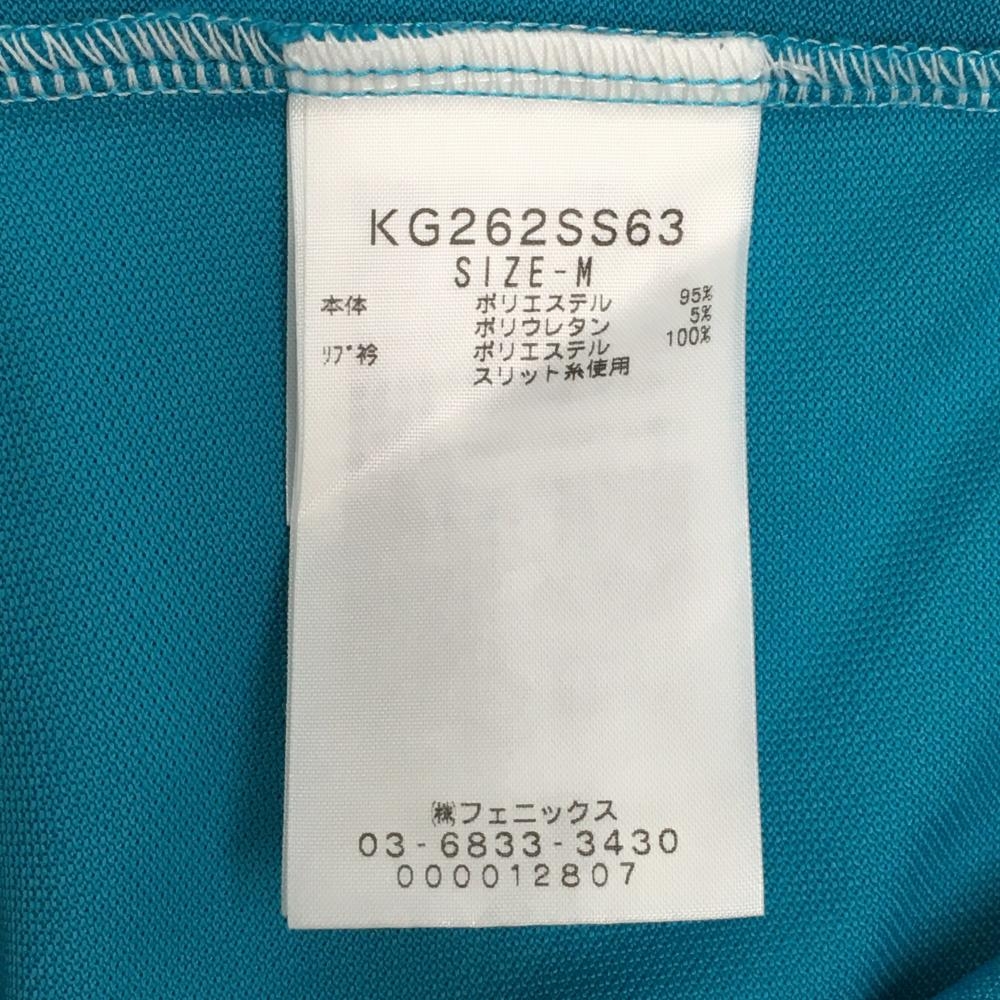 KG262SS63
SIZE-M
本体 ポリエステル 95%
ポリウレタン 5%
ﾘﾌﾞ衿 ポリエステル 100%
スリット糸使用
㈱フェニックス
03-6833-3430
000012807